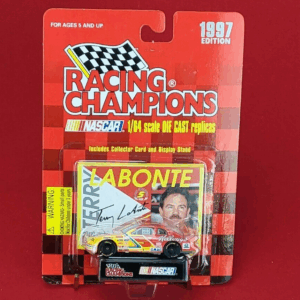 FOR AGES 5 AND UP
1997
EDITION
RACING®
CHAMPIONS
NASCAR 1/64 scale DIE CAST replicas
Includes Collector Card and Display Stand
LABONTE
TERRY
WARNING:
5
NASCAR